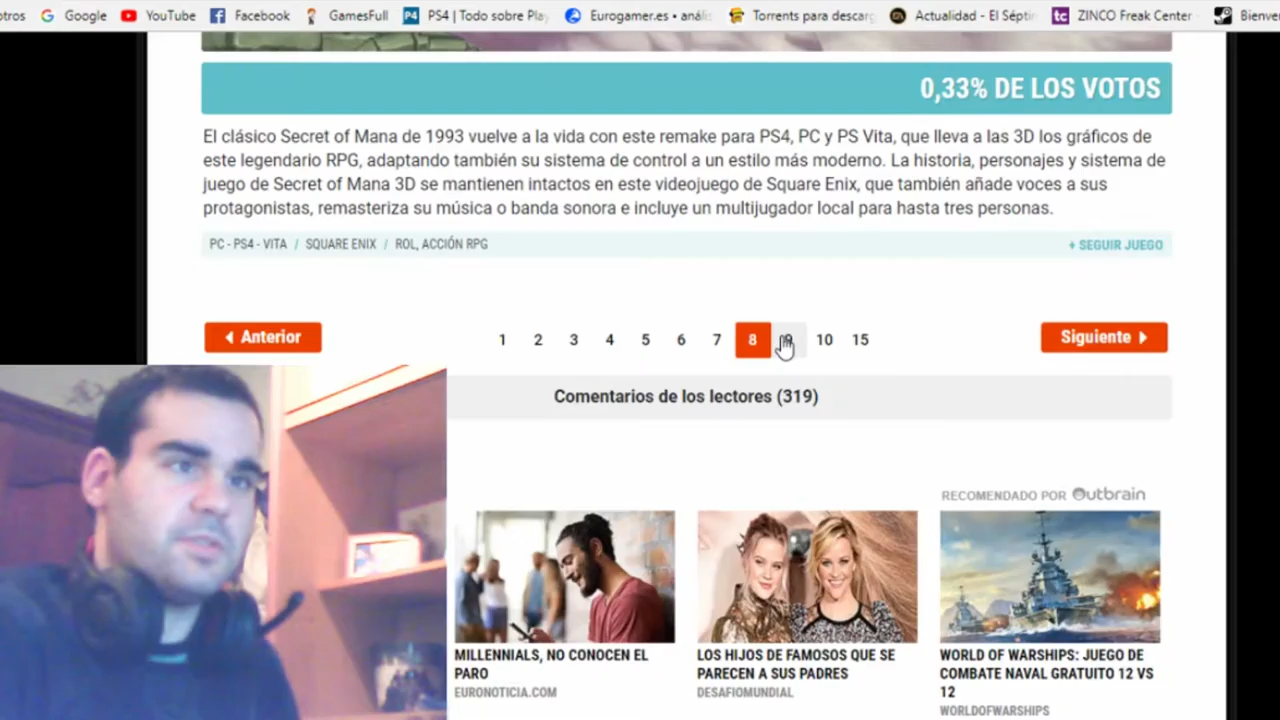 otros Google YouTube Facebook GamesFull PS4 | Todo sobre Play Eurogamer.es • anális Torrents para descarg Actualidad - El Séptim ZINCO Freak Center Bienven
0,33% DE LOS VOTOS
El clásico Secret of Mana de 1993 vuelve a la vida con este remake para PS4, PC y PS Vita, que lleva a las 3D los gráficos de
este legendario RPG, adaptando también su sistema de control a un estilo más moderno. La historia, personajes y sistema de
juego de Secret of Mana 3D se mantienen intactos en este videojuego de Square Enix, que también añade voces a sus
protagonistas, remasteriza su música o banda sonora e incluye un multijugador local para hasta tres personas.
PC - PS4 - VITA / SQUARE ENIX / ROL, ACCIÓN RPG + SEGUIR JUEGO
Anterior 1 2 3 4 5 6 7 8 9 10 15 Siguiente
Comentarios de los lectores (319)
RECOMENDADO POR Outbrain
MILLENNIALS, NO CONOCEN EL
PARO
EURONOTICIA.COM
LOS HIJOS DE FAMOSOS QUE SE
PARECEN A SUS PADRES
DESAFIOMUNDIAL
WORLD OF WARSHIPS: JUEGO DE
COMBATE NAVAL GRATUITO 12 VS
12
WORLDOFWARSHIPS